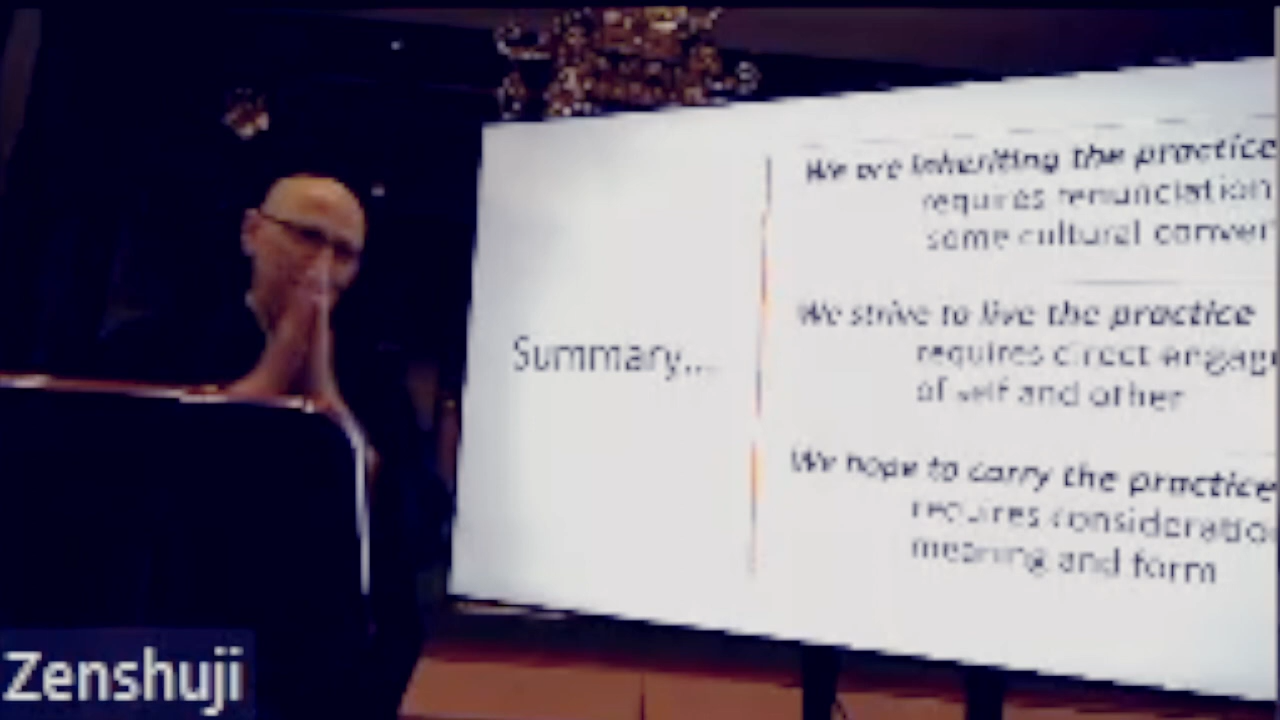 Summary...
We are inheriting the practice
requires renunciation
some cultural
We strive to live the practice
requires direct
of self and other
We hope to carry the practice
requires
meaning and form
Zenshuji